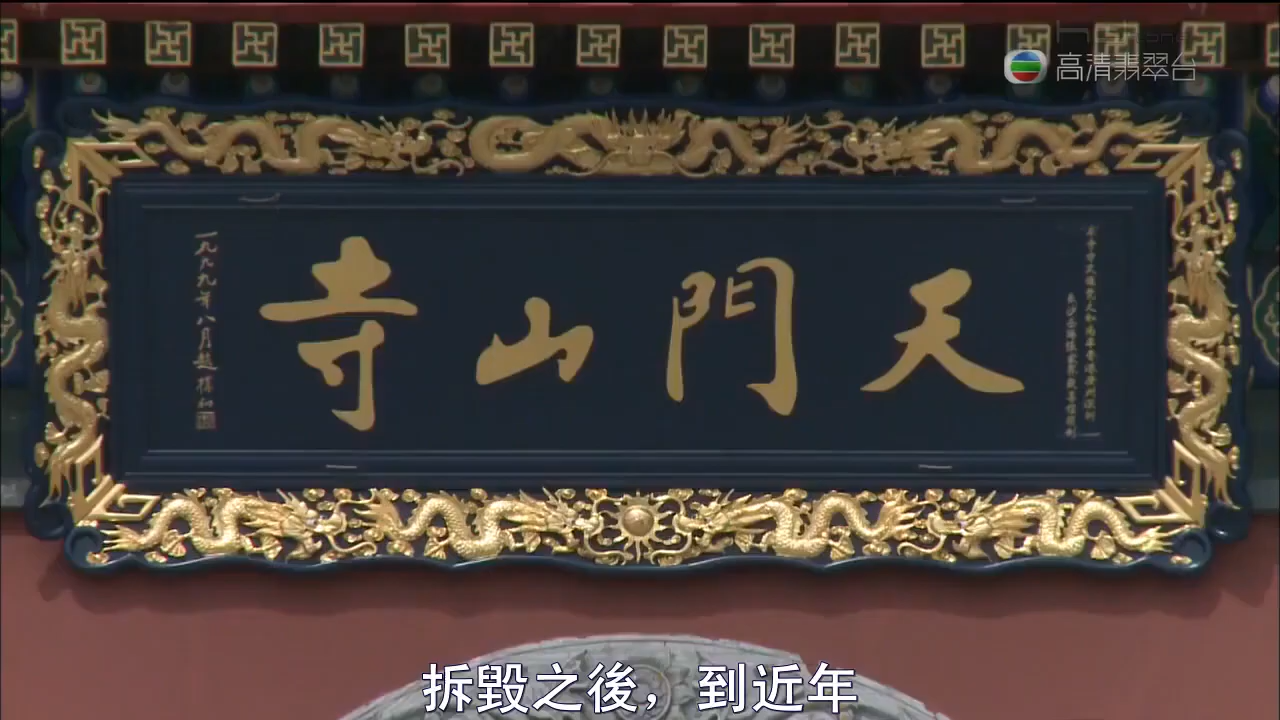 高清翡翠台
天門山寺
一九九九年八月趙樸初
拆毀之後，到近年